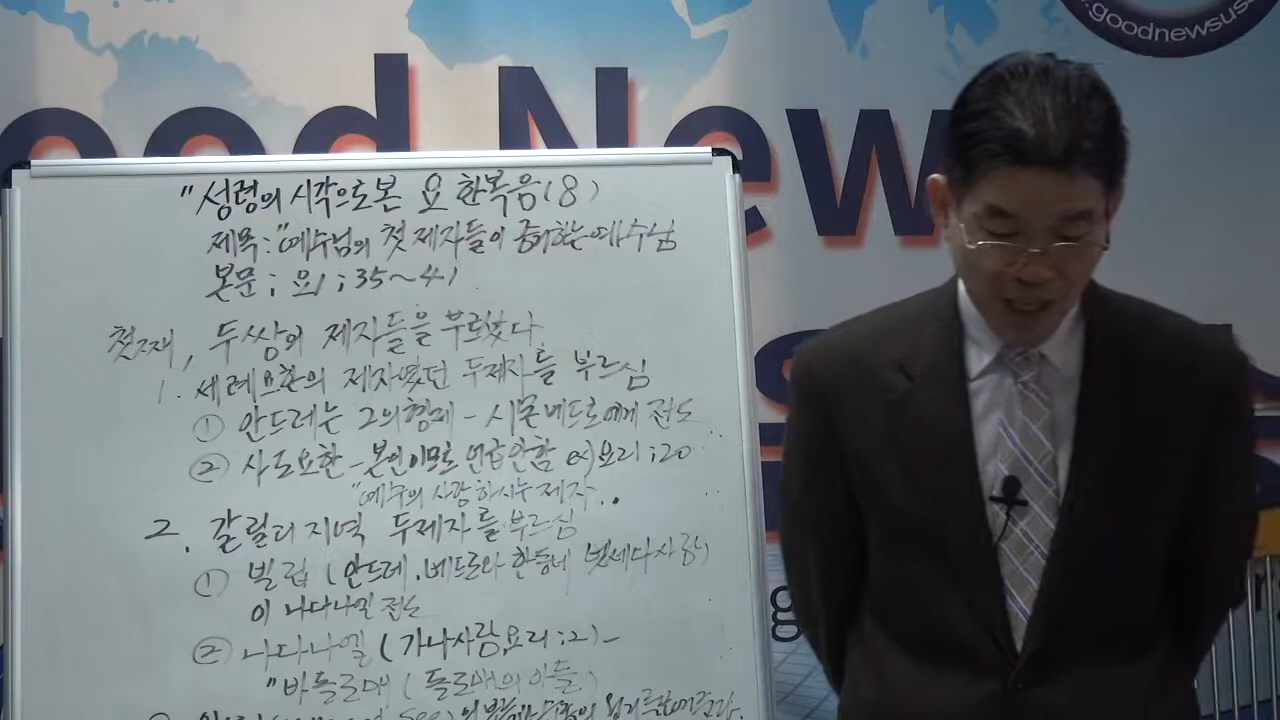 .goodnewsusa
ood New
"성령의 시각으로 본 요한복음(8)
제목: "예수님의 첫 제자들이 증거하는 예수님
본문; 요1;35~41
첫째, 두쌍의 제자들을 부르셨다
1. 세례요한의 제자였던 두제자를 부르심
① 안드레는 그의형제 - 시몬베드로에게 전도
② 사도요한 - 본인이므로 언급안함 ex) 요21;20
"예수의 사랑하시는 제자..
2. 갈릴리지역 두제자를 부르심
① 빌립 (안드레, 베드로와 한동네 벳세다사람)
이 나다나엘 전도
② 나다나엘 (가나사람, 요21;2) -
"바돌로매 (돌로매의 아들)
g